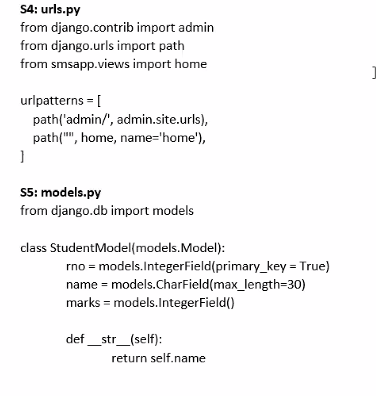 S4: urls.py
from django.contrib import admin
from django.urls import path
from smsapp.views import home
]
urlpatterns = [
path('admin/', admin.site.urls),
path("", home, name='home'),
]
S5: models.py
from django.db import models
class StudentModel(models.Model):
rno = models.IntegerField(primary_key = True)
name = models.CharField(max_length=30)
marks = models.IntegerField()
def __str__(self):
return self.name